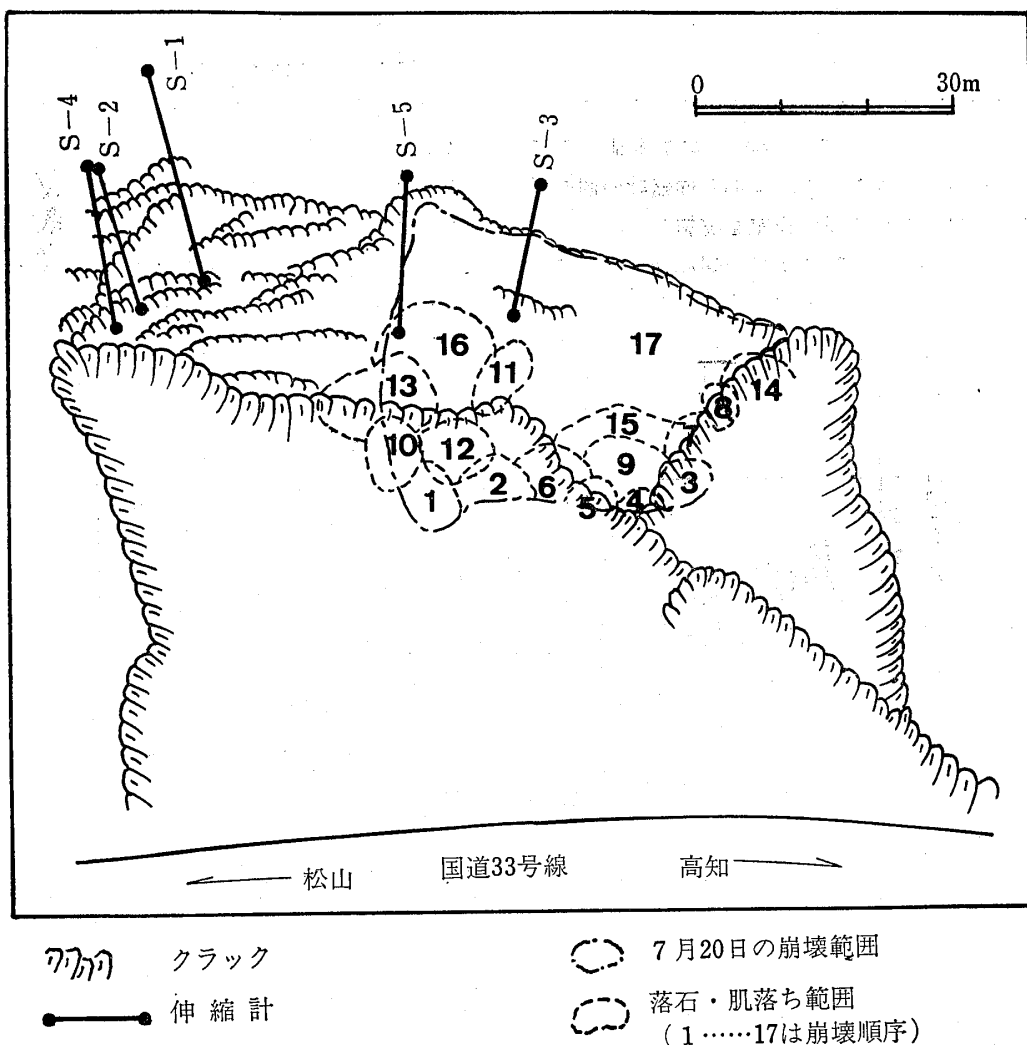 S-1
S-4
S-2
S-5
S-3
0 30m
16
17
11
13
14
8
15
7
10
12
9
3
2
6
1
4
5
松山
国道33号線
高知
クラック
伸縮計
7月20日の崩壊範囲
落石・肌落ち範囲
(1……17は崩壊順序)